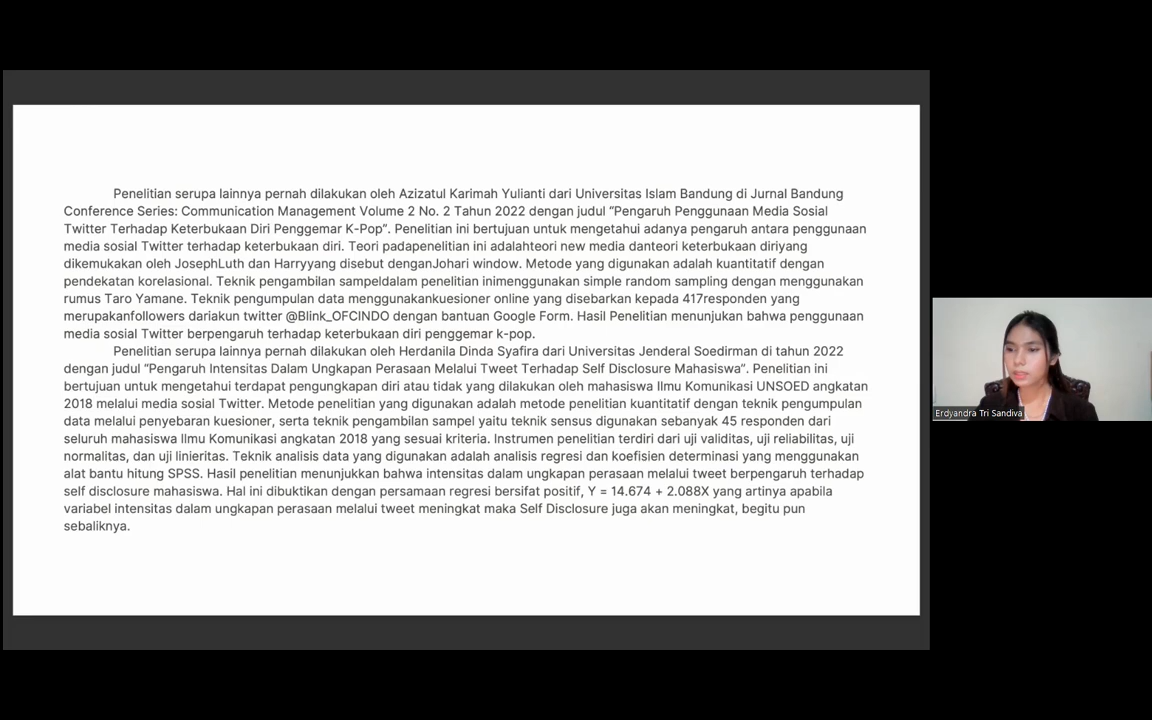 Penelitian serupa lainnya pernah dilakukan oleh Azizatul Karimah Yulianti dari Universitas Islam Bandung di Jurnal Bandung
Conference Series: Communication Management Volume 2 No. 2 Tahun 2022 dengan judul “Pengaruh Penggunaan Media Sosial
Twitter Terhadap Keterbukaan Diri Penggemar K-Pop”. Penelitian ini bertujuan untuk mengetahui adanya pengaruh antara penggunaan
media sosial Twitter terhadap keterbukaan diri. Teori padapenelitian ini adalahteori new media danteori keterbukaan diriyang
dikemukakan oleh JosephLuth dan Harryyang disebut denganJohari window. Metode yang digunakan adalah kuantitatif dengan
pendekatan korelasional. Teknik pengambilan sampeldalam penelitian inimenggunakan simple random sampling dengan menggunakan
rumus Taro Yamane. Teknik pengumpulan data menggunakankuesioner online yang disebarkan kepada 417responden yang
merupakanfollowers dariakun twitter @Blink_OFCINDO dengan bantuan Google Form. Hasil Penelitian menunjukan bahwa penggunaan
media sosial Twitter berpengaruh terhadap keterbukaan diri penggemar k-pop.
Penelitian serupa lainnya pernah dilakukan oleh Herdanila Dinda Syafira dari Universitas Jenderal Soedirman di tahun 2022
dengan judul “Pengaruh Intensitas Dalam Ungkapan Perasaan Melalui Tweet Terhadap Self Disclosure Mahasiswa”. Penelitian ini
bertujuan untuk mengetahui terdapat pengungkapan diri atau tidak yang dilakukan oleh mahasiswa Ilmu Komunikasi UNSOED angkatan
2018 melalui media sosial Twitter. Metode penelitian yang digunakan adalah metode penelitian kuantitatif dengan teknik pengumpulan
data melalui penyebaran kuesioner, serta teknik pengambilan sampel yaitu teknik sensus digunakan sebanyak 45 responden dari
seluruh mahasiswa Ilmu Komunikasi angkatan 2018 yang sesuai kriteria. Instrumen penelitian terdiri dari uji validitas, uji reliabilitas, uji
normalitas, dan uji linieritas. Teknik analisis data yang digunakan adalah analisis regresi dan koefisien determinasi yang menggunakan
alat bantu hitung SPSS. Hasil penelitian menunjukkan bahwa intensitas dalam ungkapan perasaan melalui tweet berpengaruh terhadap
self disclosure mahasiswa. Hal ini dibuktikan dengan persamaan regresi bersifat positif, Y = 14.674 + 2.088X yang artinya apabila
variabel intensitas dalam ungkapan perasaan melalui tweet meningkat maka Self Disclosure juga akan meningkat, begitu pun
sebaliknya.
Erdyandra Tri Sandiva